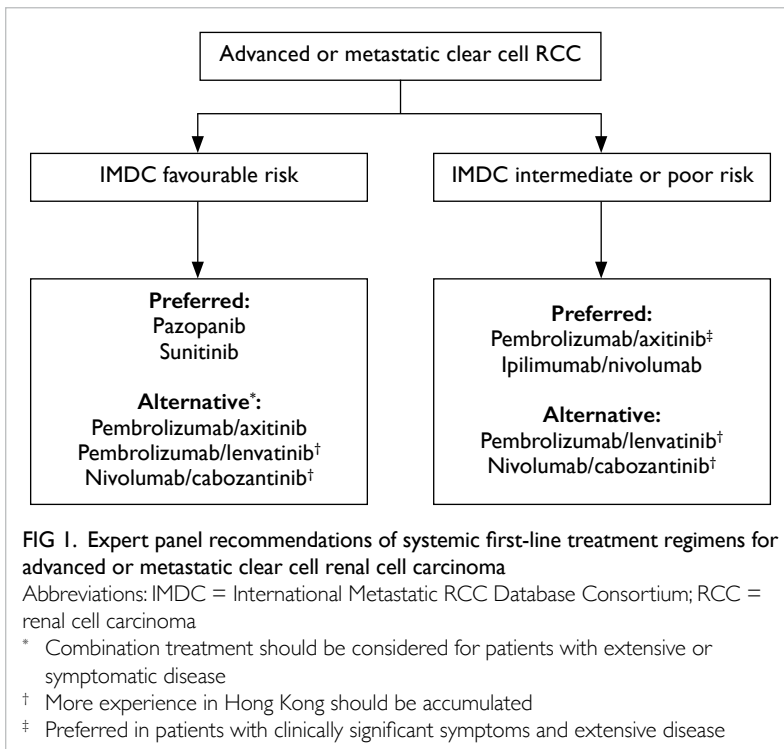 Advanced or metastatic clear cell RCC
IMDC favourable risk
IMDC intermediate or poor risk
Preferred:
Pazopanib
Sunitinib
Alternative*:
Pembrolizumab/axitinib
Pembrolizumab/lenvatinib†
Nivolumab/cabozantinib†
Preferred:
Pembrolizumab/axitinib‡
Ipilimumab/nivolumab
Alternative:
Pembrolizumab/lenvatinib†
Nivolumab/cabozantinib†
FIG 1. Expert panel recommendations of systemic first-line treatment regimens for
advanced or metastatic clear cell renal cell carcinoma
Abbreviations: IMDC = International Metastatic RCC Database Consortium; RCC =
renal cell carcinoma
* Combination treatment should be considered for patients with extensive or
symptomatic disease
† More experience in Hong Kong should be accumulated
‡ Preferred in patients with clinically significant symptoms and extensive disease